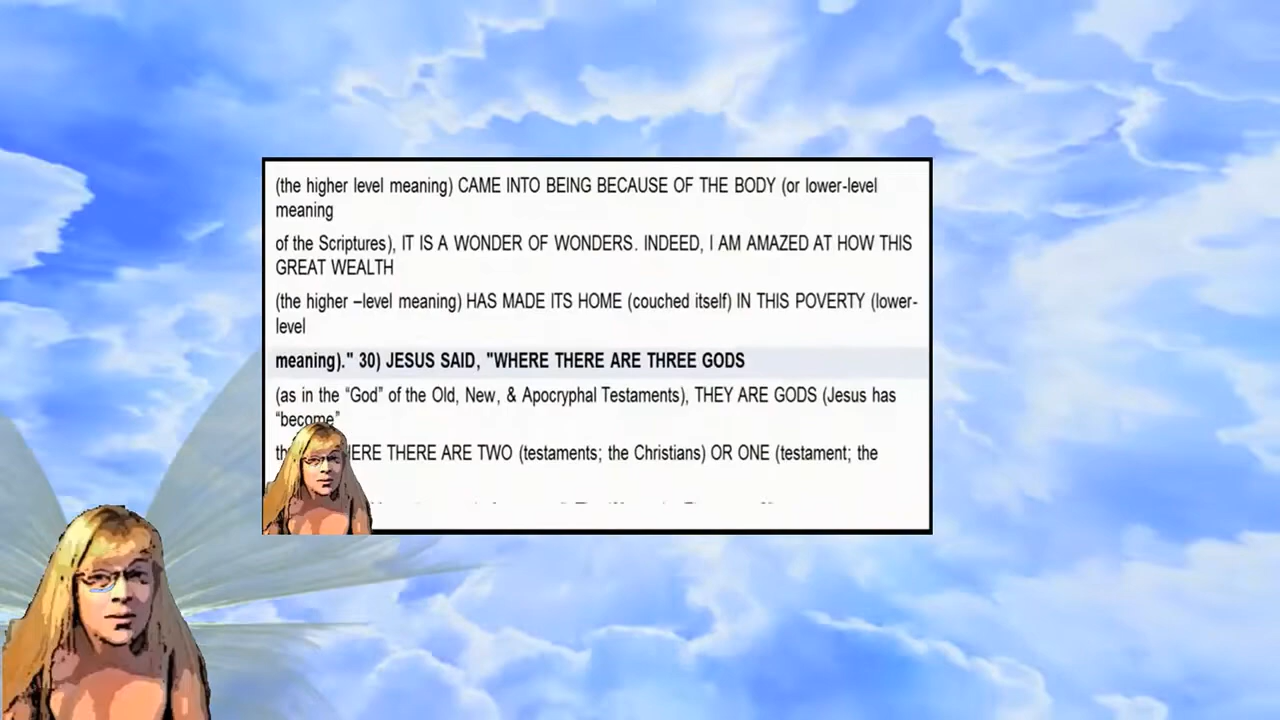 (the higher level meaning) CAME INTO BEING BECAUSE OF THE BODY (or lower-level
meaning
of the Scriptures), IT IS A WONDER OF WONDERS. INDEED, I AM AMAZED AT HOW THIS
GREAT WEALTH
(the higher –level meaning) HAS MADE ITS HOME (couched itself) IN THIS POVERTY (lower-
level
meaning)." 30) JESUS SAID, "WHERE THERE ARE THREE GODS
(as in the “God” of the Old, New, & Apocryphal Testaments), THEY ARE GODS (Jesus has
“become”
THERE ARE TWO (testaments; the Christians) OR ONE (testament; the